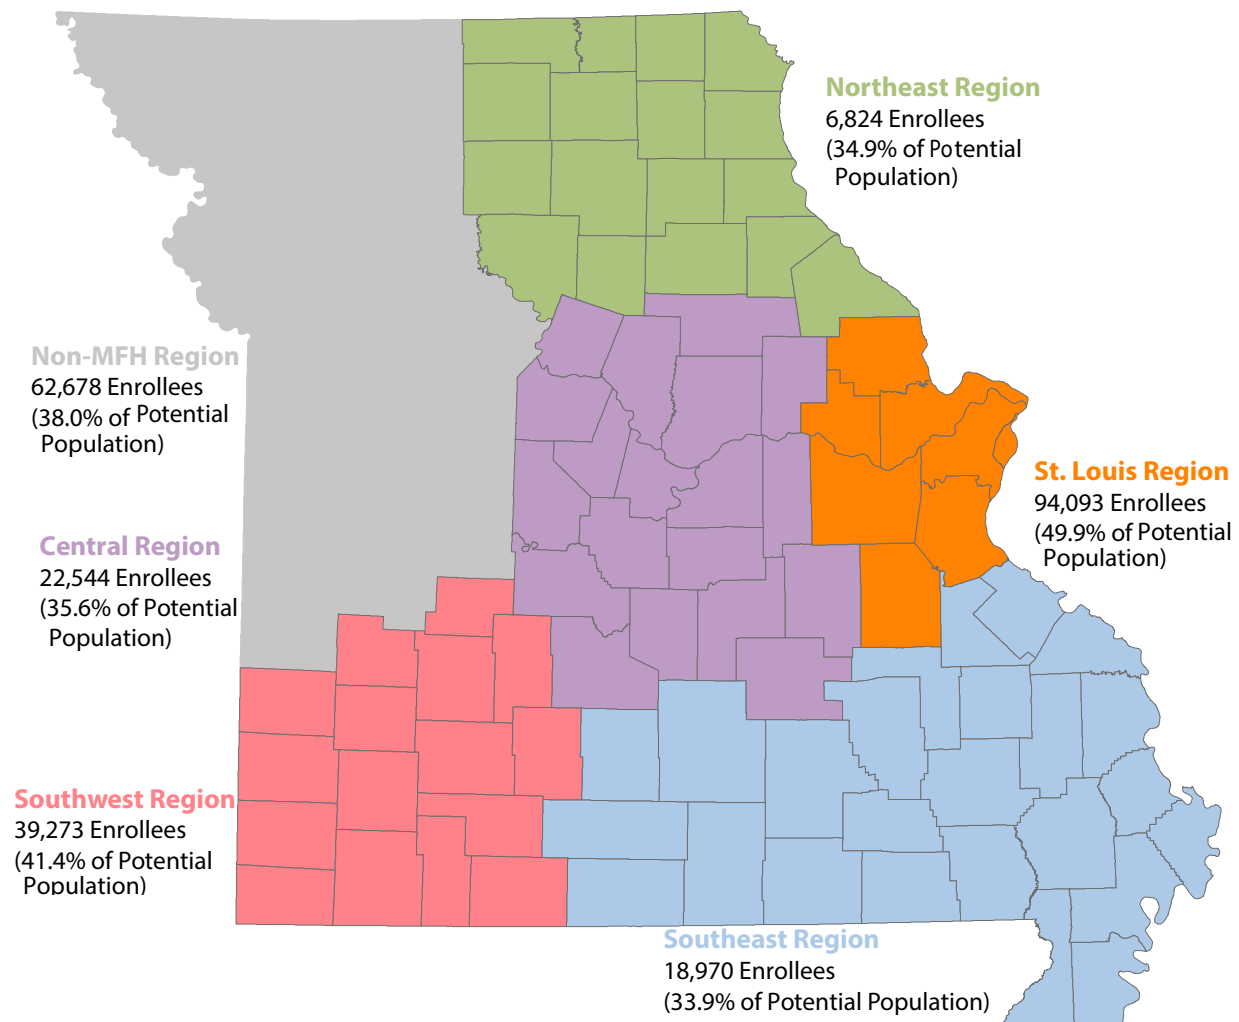 Northeast Region
6,824 Enrollees
(34.9% of Potential
Population)
Non-MFH Region
62,678 Enrollees
(38.0% of Potential
Population)
St. Louis Region
94,093 Enrollees
(49.9% of Potential
Population)
Central Region
22,544 Enrollees
(35.6% of Potential
Population)
Southwest Region
39,273 Enrollees
(41.4% of Potential
Population)
Southeast Region
18,970 Enrollees
(33.9% of Potential Population)